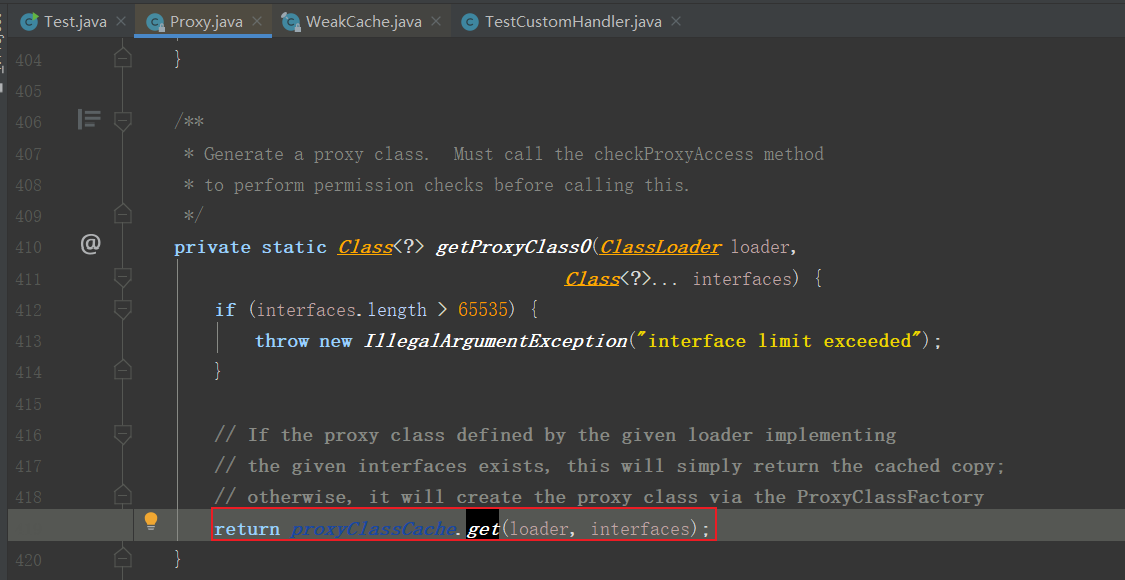 Test.java Proxy.java WeakCache.java TestCustomHandler.java
404 }
405
406 /**
407 * Generate a proxy class.  Must call the checkProxyAccess method
408 * to perform permission checks before calling this.
409 */
410 @ private static Class<?> getProxyClass0(ClassLoader loader,
411 Class<?>... interfaces) {
412 if (interfaces.length > 65535) {
413 throw new IllegalArgumentException("interface limit exceeded");
414 }
415
416 // If the proxy class defined by the given loader implementing
417 // the given interfaces exists, this will simply return the cached copy;
418 // otherwise, it will create the proxy class via the ProxyClassFactory
return proxyClassCache.get(loader, interfaces);
420 }